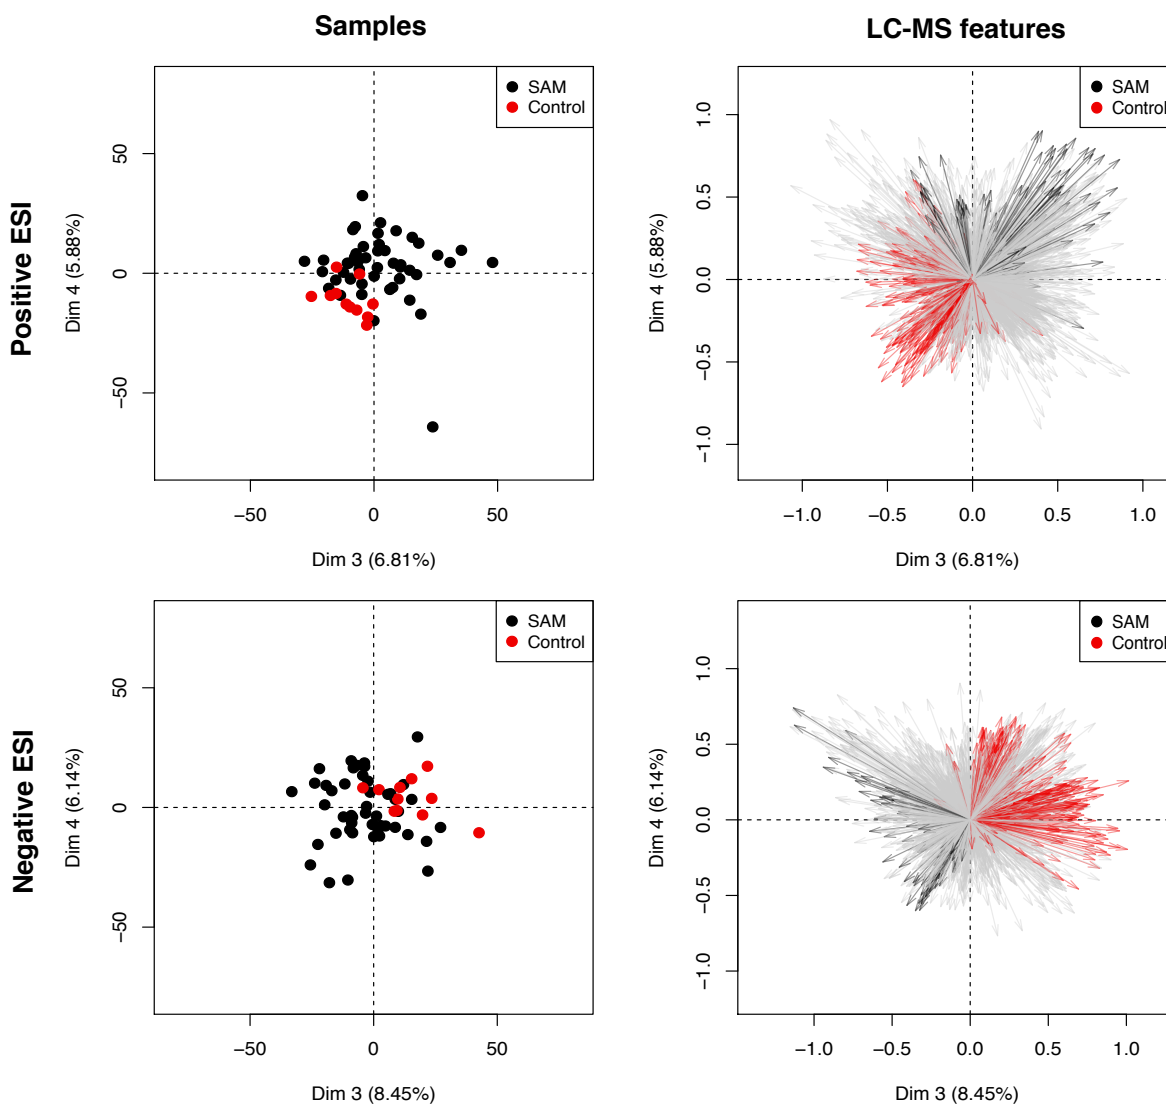 Samples
LC-MS features
Positive ESI
Dim 4 (5.88%)
50
0
−50
SAM
Control
−50
0
50
Dim 3 (6.81%)
Dim 4 (5.88%)
1.0
0.5
0.0
−0.5
−1.0
SAM
Control
−1.0
−0.5
0.0
0.5
1.0
Dim 3 (6.81%)
Negative ESI
Dim 4 (6.14%)
50
0
−50
SAM
Control
−50
0
50
Dim 3 (8.45%)
Dim 4 (6.14%)
1.0
0.5
0.0
−0.5
−1.0
SAM
Control
−1.0
−0.5
0.0
0.5
1.0
Dim 3 (8.45%)